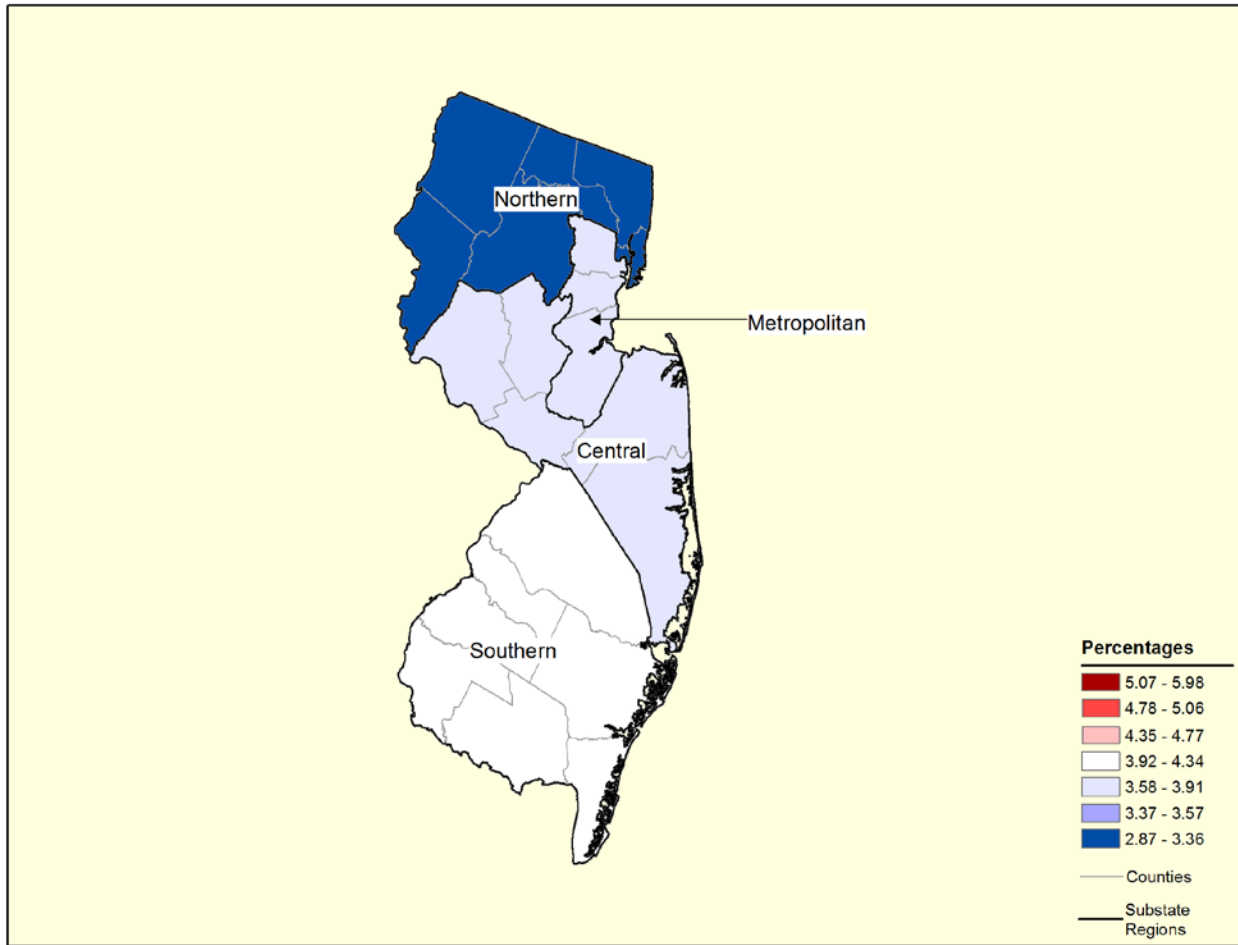 Northern
Metropolitan
Central
Southern
Percentages
5.07 - 5.98
4.78 - 5.06
4.35 - 4.77
3.92 - 4.34
3.58 - 3.91
3.37 - 3.57
2.87 - 3.36
Counties
Substate
Regions